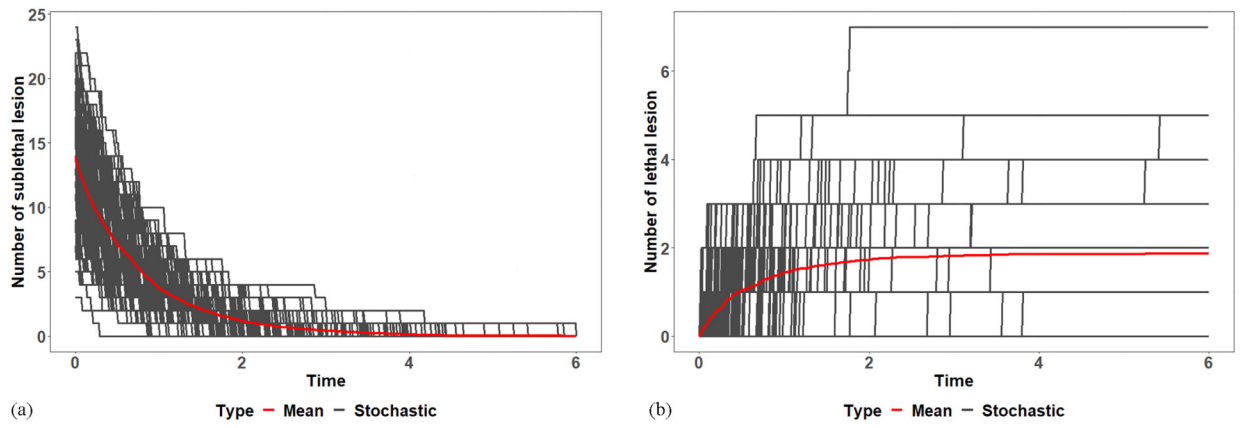 25
20
15
10
5
0
Number of sublethal lesion
0 2 4 6
Time
(a) Type Mean Stochastic
6
4
2
0
Number of lethal lesion
0 2 4 6
Time
(b) Type Mean Stochastic